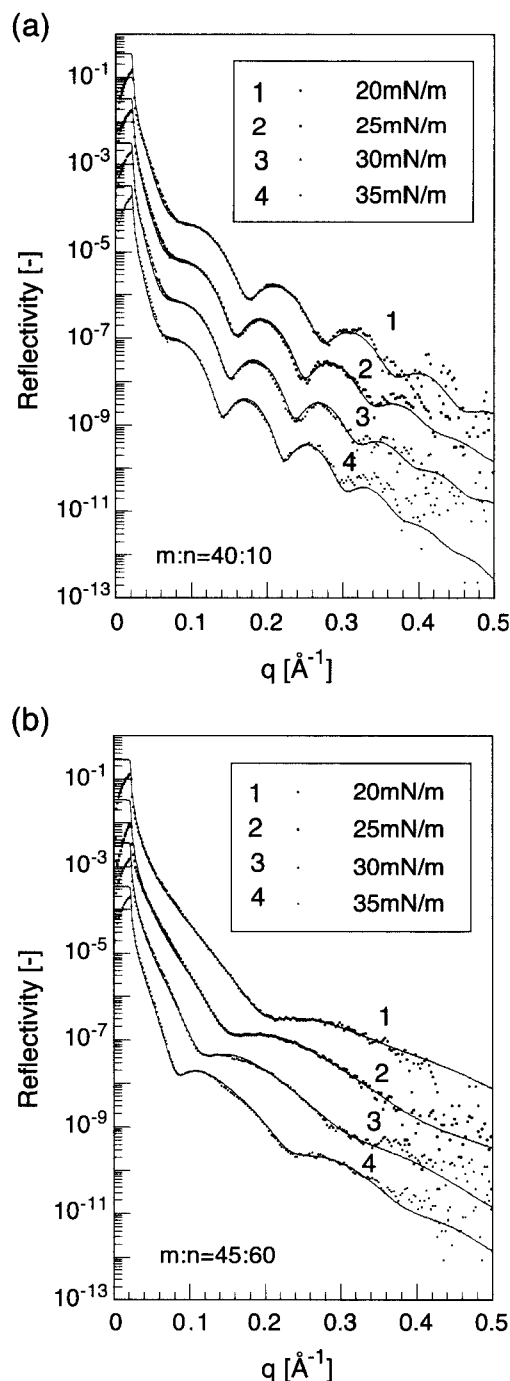 (a)
10⁻¹
10⁻³
10⁻⁵
10⁻⁷
10⁻⁹
10⁻¹¹
10⁻¹³
Reflectivity [-]
1 · 20mN/m
2 · 25mN/m
3 · 30mN/m
4 · 35mN/m
1
2
3
4
m:n=40:10
0 0.1 0.2 0.3 0.4 0.5
q [Å⁻¹]
(b)
10⁻¹
10⁻³
10⁻⁵
10⁻⁷
10⁻⁹
10⁻¹¹
10⁻¹³
Reflectivity [-]
1 · 20mN/m
2 · 25mN/m
3 · 30mN/m
4 · 35mN/m
1
2
3
4
m:n=45:60
0 0.1 0.2 0.3 0.4 0.5
q [Å⁻¹]